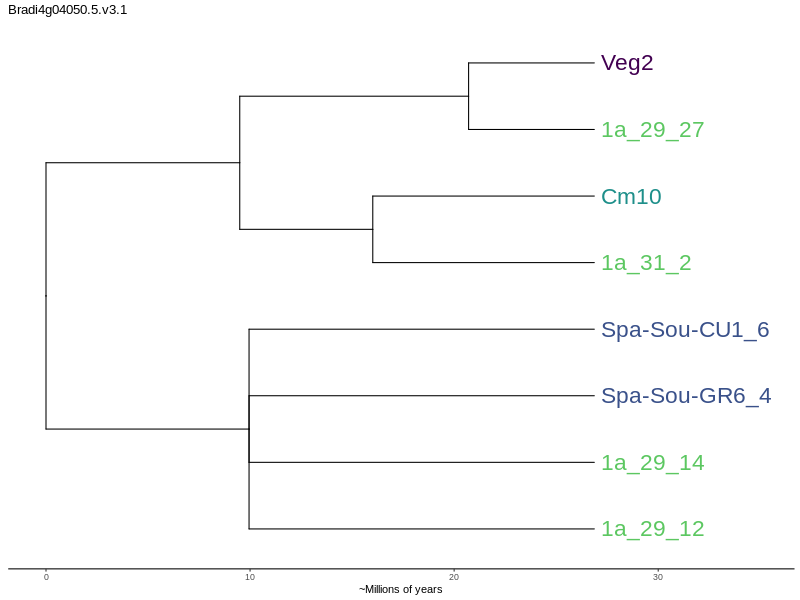 Bradi4g04050.5.v3.1
Veg2
1a_29_27
Cm10
1a_31_2
Spa-Sou-CU1_6
Spa-Sou-GR6_4
1a_29_14
1a_29_12
0 10 20 30
~Millions of years